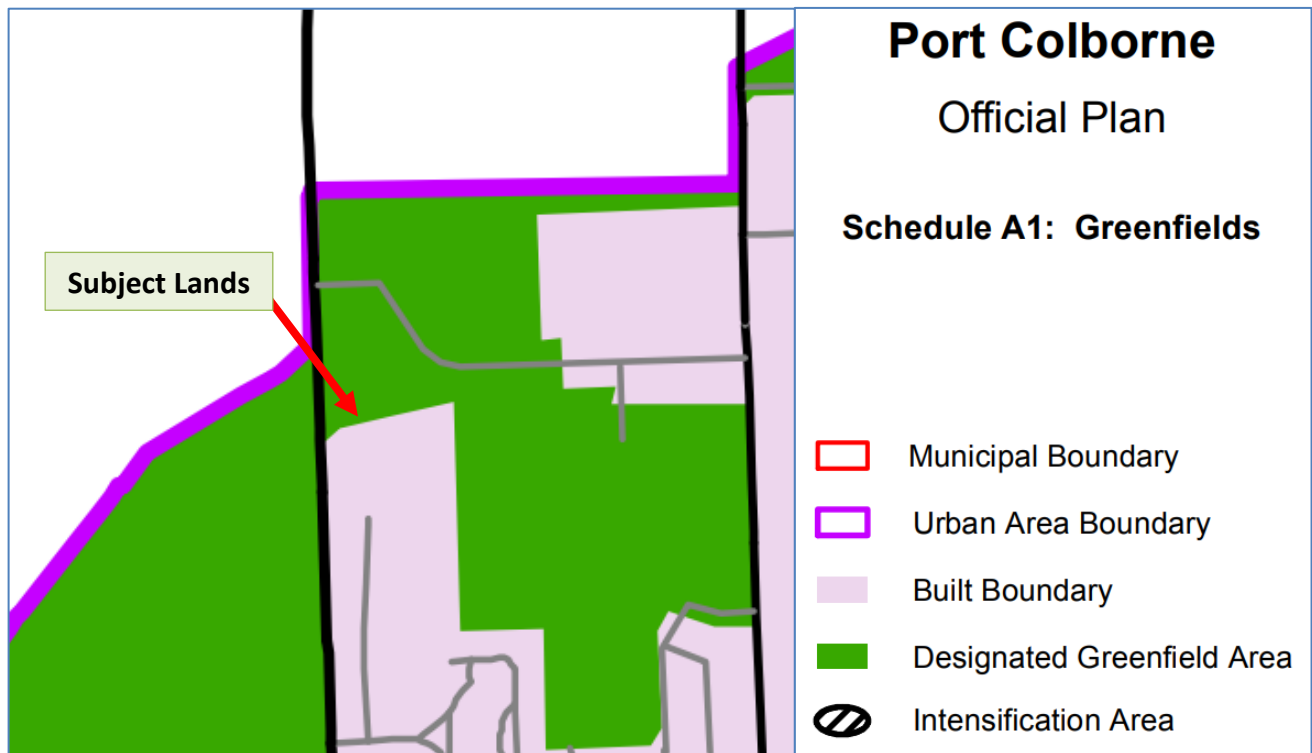 Subject Lands
Port Colborne
Official Plan
Schedule A1: Greenfields
Municipal Boundary
Urban Area Boundary
Built Boundary
Designated Greenfield Area
Intensification Area